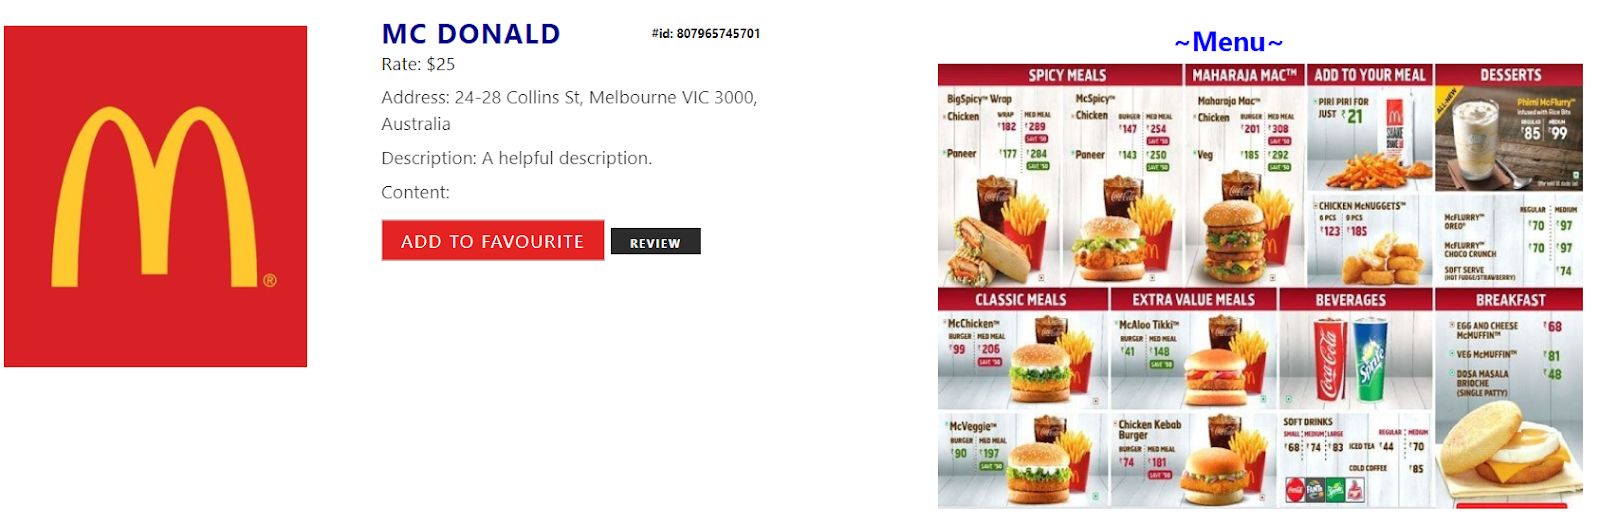 MC DONALD
#id: 807965745701
Rate: $25
Address: 24-28 Collins St, Melbourne VIC 3000,
Australia
Description: A helpful description.
Content:
ADD TO FAVOURITE
REVIEW
~Menu~
SPICY MEALS
BigSpicy™ Wrap
WRAP MED MEAL
Chicken ₹182 ₹289
SAVE ₹50
Paneer ₹177 ₹284
SAVE ₹50
McSpicy™
BURGER MED MEAL
Chicken ₹147 ₹254
SAVE ₹50
Paneer ₹143 ₹250
SAVE ₹50
MAHARAJA MAC™
Maharaja Mac™
BURGER MED MEAL
Chicken ₹201 ₹308
SAVE ₹50
Veg ₹185 ₹292
SAVE ₹50
ADD TO YOUR MEAL
PIRI PIRI FOR
JUST ₹21
SHAKE
SHAKE
CHICKEN McNUGGETS™
6 PCS 9 PCS
₹123 ₹185
DESSERTS
ALL-NEW
Phirni McFlurry™
Infused with Rice Bits
REGULAR MEDIUM
₹85 ₹99
REGULAR MEDIUM
McFLURRY™
OREO® ₹70 ₹97
McFLURRY™
CHOCO CRUNCH ₹70 ₹97
SOFT SERVE
(HOT FUDGE/STRAWBERRY) ₹74
CLASSIC MEALS
McChicken™
BURGER MED MEAL
₹99 ₹206
SAVE ₹50
McVeggie™
BURGER MED MEAL
₹90 ₹197
SAVE ₹50
EXTRA VALUE MEALS
McAloo Tikki™
BURGER MED MEAL
₹41 ₹148
SAVE ₹50
Chicken Kebab
Burger
BURGER MED MEAL
₹74 ₹181
SAVE ₹50
BEVERAGES
Coca-Cola
Sprite
SOFT DRINKS
SMALL MEDIUM LARGE
₹68 ₹74 ₹83
REGULAR MEDIUM
ICED TEA ₹44 ₹70
COLD COFFEE ₹85
FANTA
BREAKFAST
EGG AND CHEESE
McMUFFIN™ ₹68
VEG McMUFFIN™ ₹81
DOSA MASALA
BRIOCHE
(SINGLE PATTY) ₹48